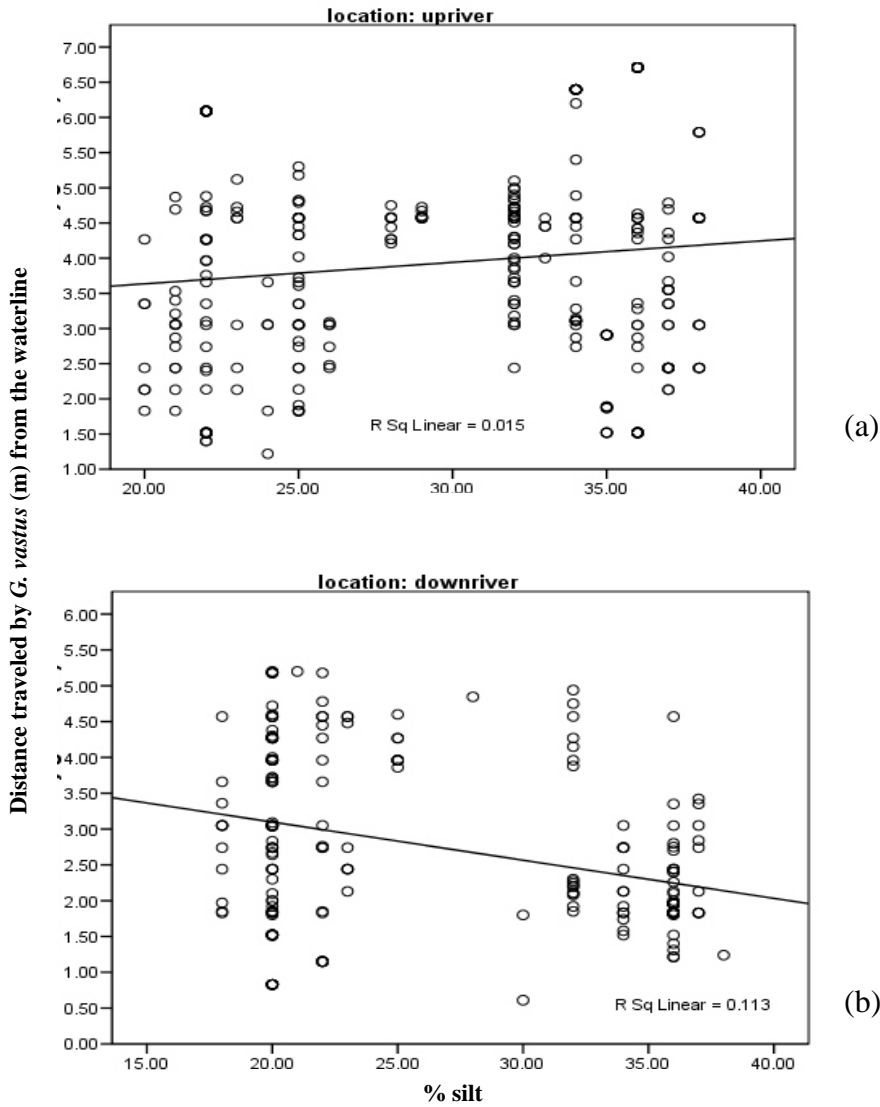 location: upriver
7.00
6.50
6.00
5.50
5.00
4.50
4.00
3.50
3.00
2.50
2.00
1.50
1.00
R Sq Linear = 0.015
20.00 25.00 30.00 35.00 40.00
(a)
Distance traveled by G. vastus (m) from the waterline
location: downriver
6.00
5.50
5.00
4.50
4.00
3.50
3.00
2.50
2.00
1.50
1.00
0.50
0.00
R Sq Linear = 0.113
15.00 20.00 25.00 30.00 35.00 40.00
(b)
% silt